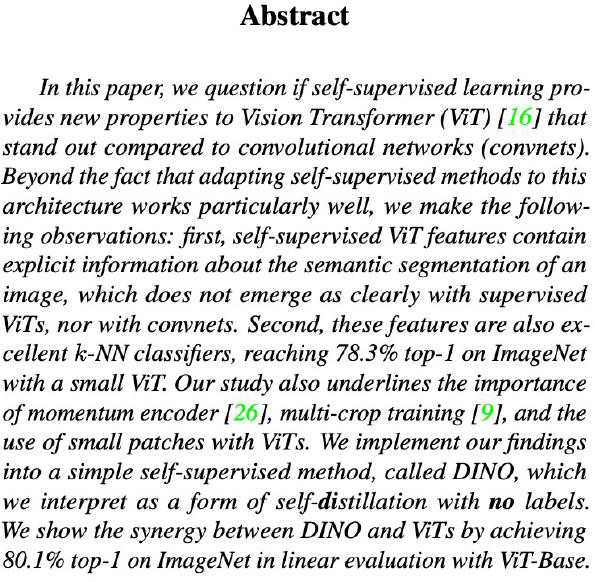 Abstract
In this paper, we question if self-supervised learning pro-
vides new properties to Vision Transformer (ViT) [16] that
stand out compared to convolutional networks (convnets).
Beyond the fact that adapting self-supervised methods to this
architecture works particularly well, we make the follow-
ing observations: first, self-supervised ViT features contain
explicit information about the semantic segmentation of an
image, which does not emerge as clearly with supervised
ViTs, nor with convnets. Second, these features are also ex-
cellent k-NN classifiers, reaching 78.3% top-1 on ImageNet
with a small ViT. Our study also underlines the importance
of momentum encoder [26], multi-crop training [9], and the
use of small patches with ViTs. We implement our findings
into a simple self-supervised method, called DINO, which
we interpret as a form of self-distillation with no labels.
We show the synergy between DINO and ViTs by achieving
80.1% top-1 on ImageNet in linear evaluation with ViT-Base.